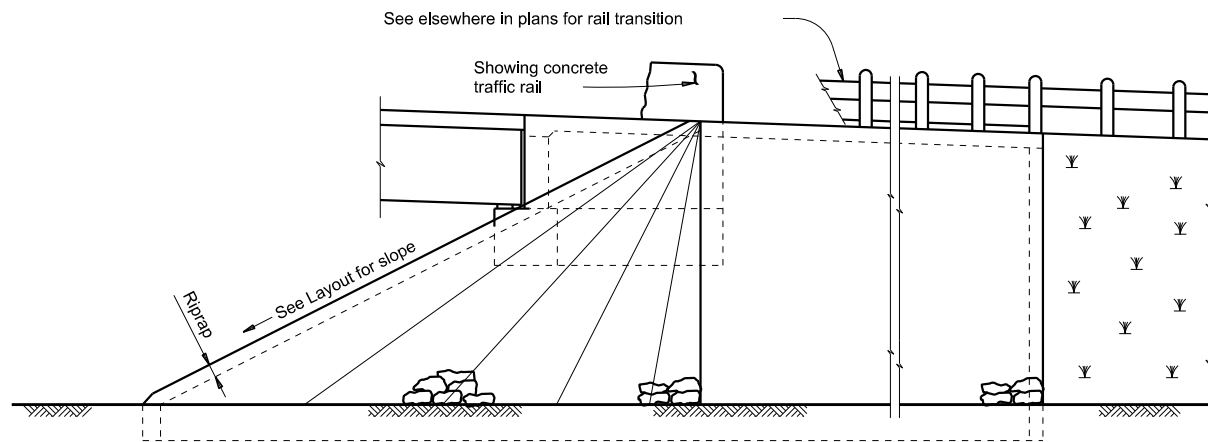 See elsewhere in plans for rail transition
Showing concrete
traffic rail
See Layout for slope
Riprap